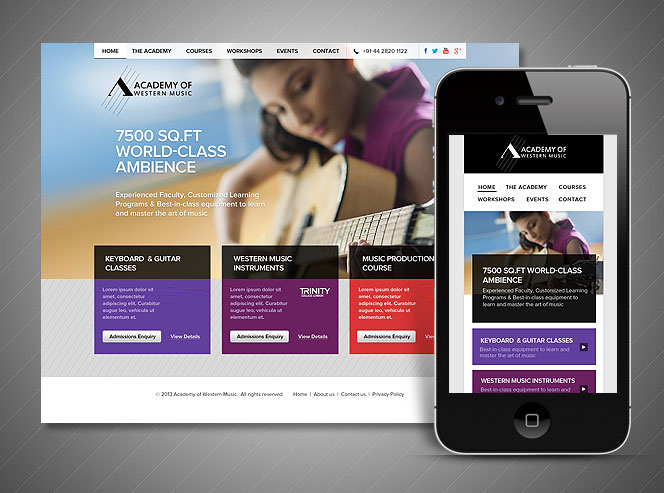 HOME THE ACADEMY COURSES WORKSHOPS EVENTS CONTACT +91-44 2820 1122
ACADEMY OF
WESTERN MUSIC
7500 SQ.FT
WORLD-CLASS
AMBIENCE
Experienced Faculty, Customized Learning
Programs & Best-in-class equipment to learn
and master the art of music
KEYBOARD & GUITAR
CLASSES
Lorem ipsum dolor sit
amet, consectetur
adipiscing elit. Curabitur
augue leo, vehicula ut
elementum et.
Admissions Enquiry View Details
WESTERN MUSIC
INSTRUMENTS
Lorem ipsum dolor sit
amet, consectetur
adipiscing elit. Curabitur
augue leo, vehicula ut
elementum et.
TRINITY
COLLEGE LONDON
Admissions Enquiry View Details
MUSIC PRODUCTION
COURSE
Lorem ipsum dolor sit
amet, consectetur
adipiscing elit. Curabitur
augue leo, vehicula ut
elementum et.
Admissions Enquiry
© 2013 Academy of Western Music. All rights reserved. Home | About us | Contact us | Privacy Policy
ACADEMY OF
WESTERN MUSIC
HOME THE ACADEMY COURSES
WORKSHOPS EVENTS CONTACT
7500 SQ.FT WORLD-CLASS
AMBIENCE
Experienced Faculty, Customized Learning
Programs & Best-in-class equipment to
learn and master the art of music
KEYBOARD & GUITAR CLASSES
Best-in-class equipment to learn and
master the art of music
WESTERN MUSIC INSTRUMENTS
Best-in-class equipment to learn and